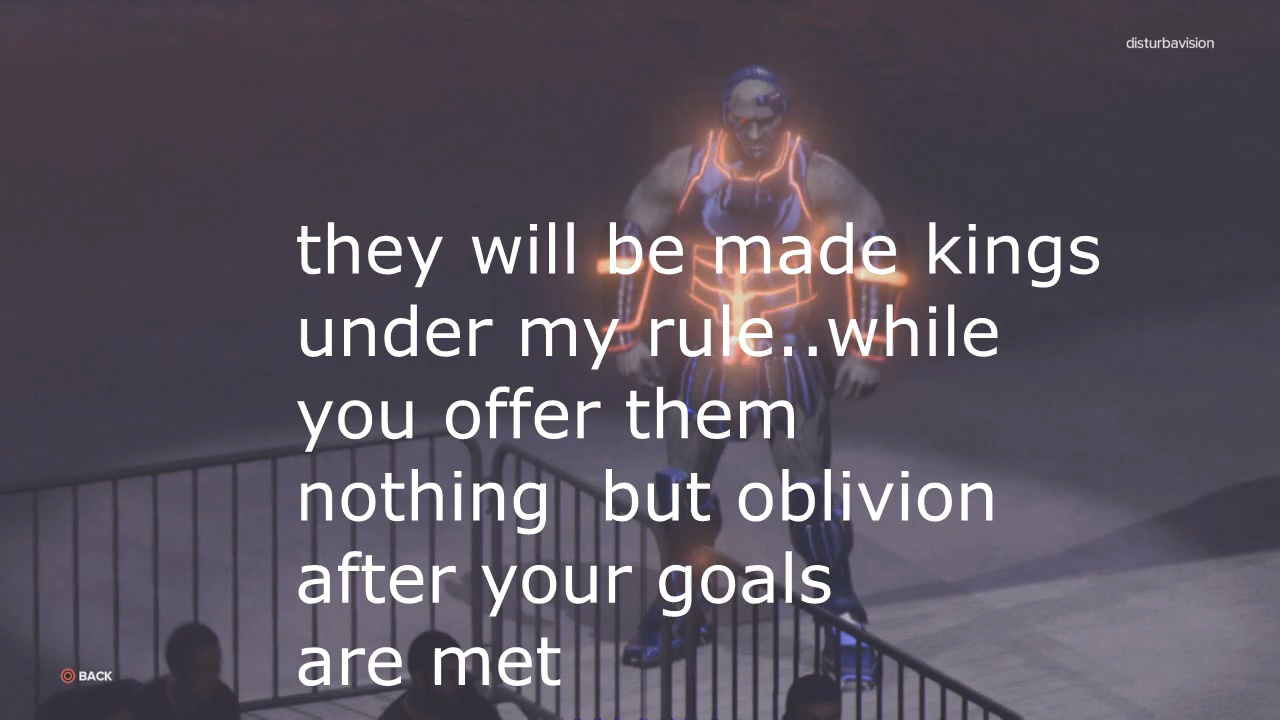 disturbavision
they will be made kings
under my rule..while
you offer them
nothing  but oblivion
after your goals
are met
BACK